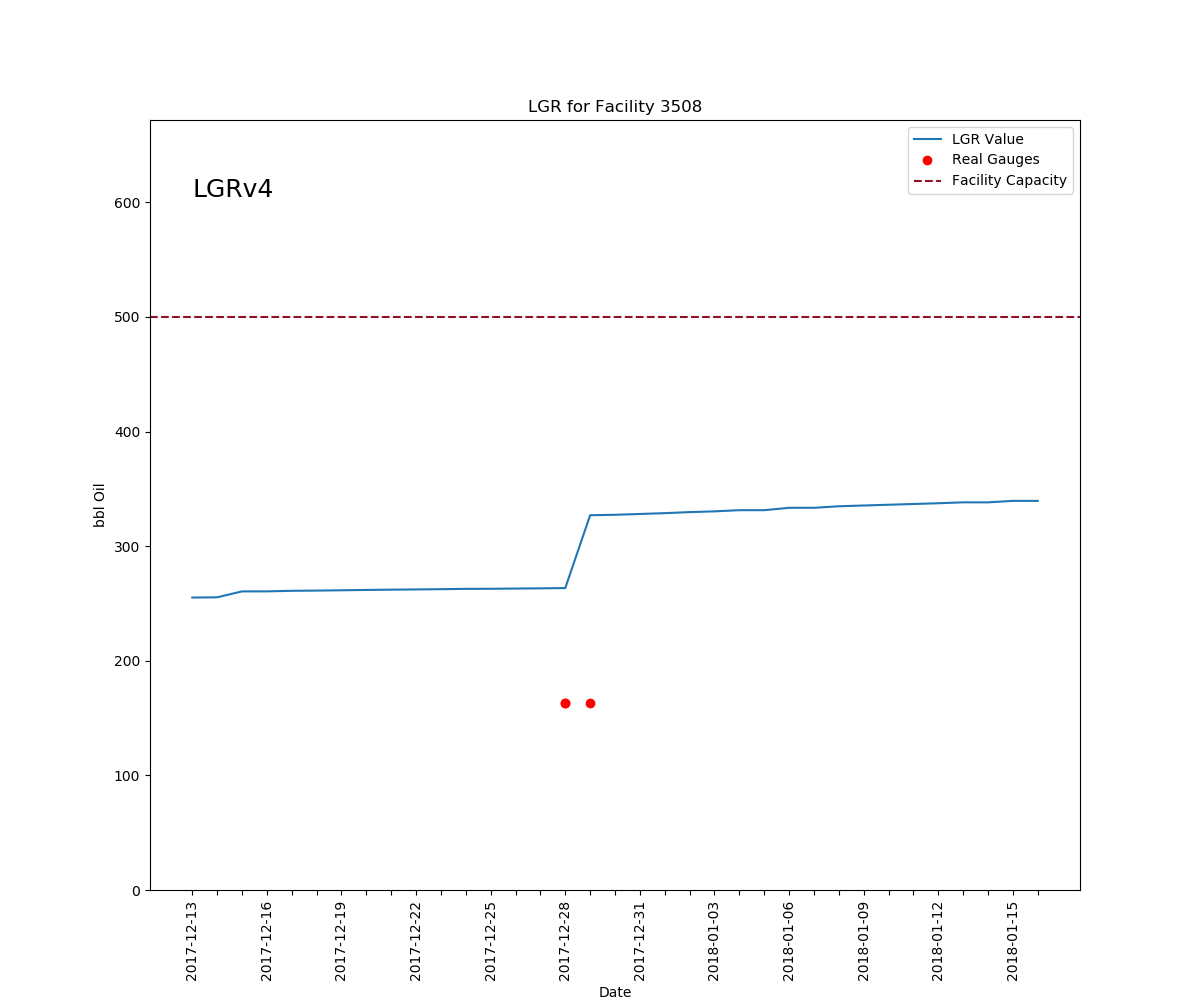 LGR for Facility 3508
LGRv4
LGR Value
Real Gauges
Facility Capacity
600
500
400
300
200
100
0
bbl Oil
2017-12-13
2017-12-16
2017-12-19
2017-12-22
2017-12-25
2017-12-28
2017-12-31
2018-01-03
2018-01-06
2018-01-09
2018-01-12
2018-01-15
Date